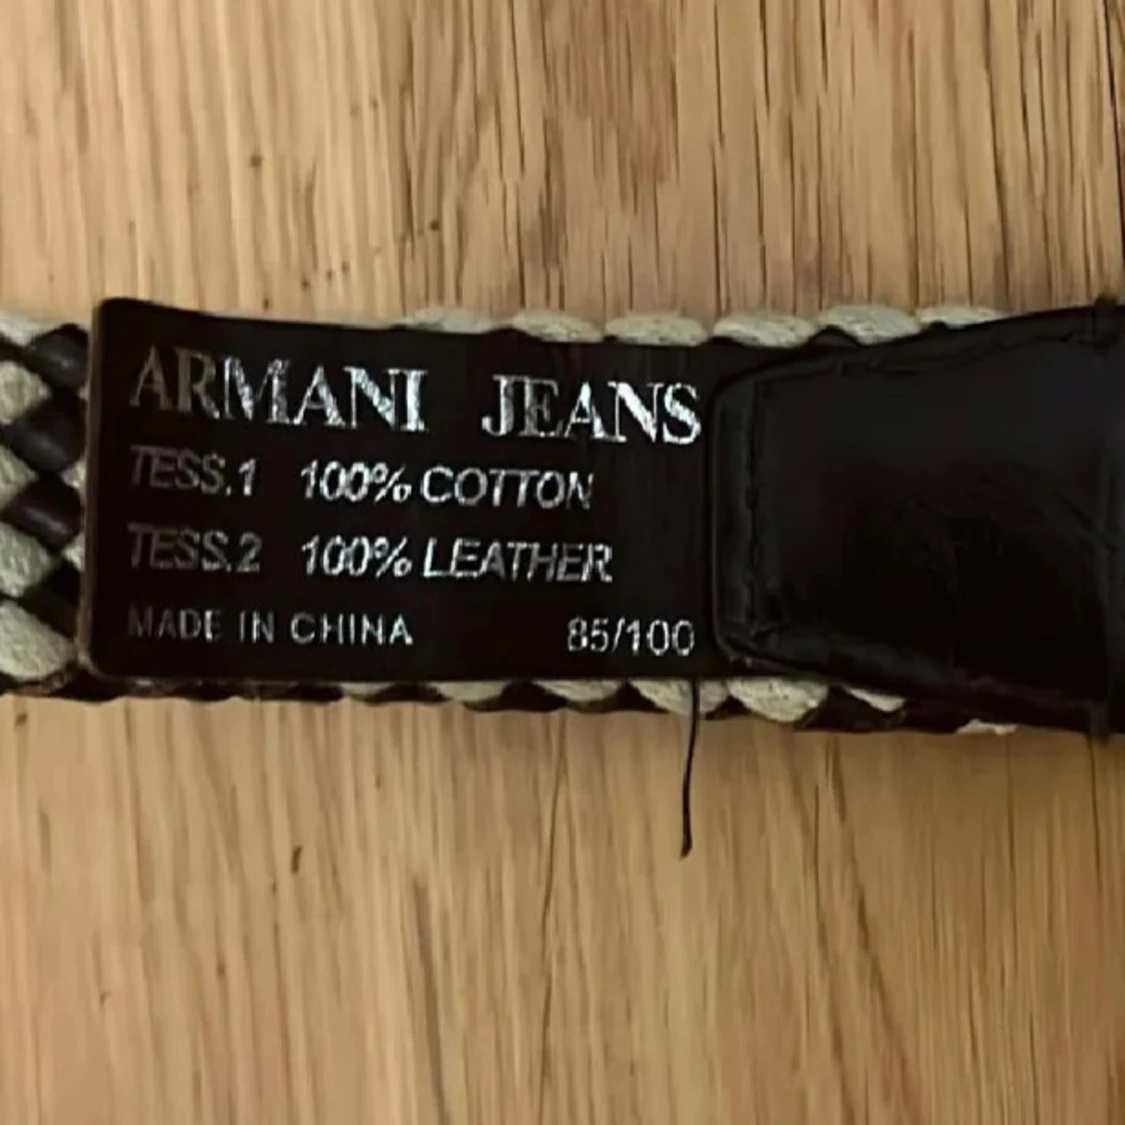 ARMANI JEANS
TESS.1 100% COTTON
TESS.2 100% LEATHER
MADE IN CHINA 85/100